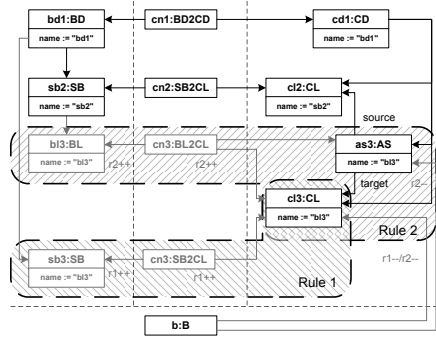 bd1:BD
name := "bd1"
cn1:BD2CD
cd1:CD
name := "bd1"
sb2:SB
name := "sb2"
cn2:SB2CL
cl2:CL
name := "sb2"
source
bl3:BL
name := "bl3"
r2++
cn3:BL2CL
r2++
as3:AS
name := "bl3"
r2--
target
cl3:CL
name := "bl3"
Rule 2
sb3:SB
name := "bl3"
r1++
cn3:SB2CL
r1++
r1--/r2--
Rule 1
b:B